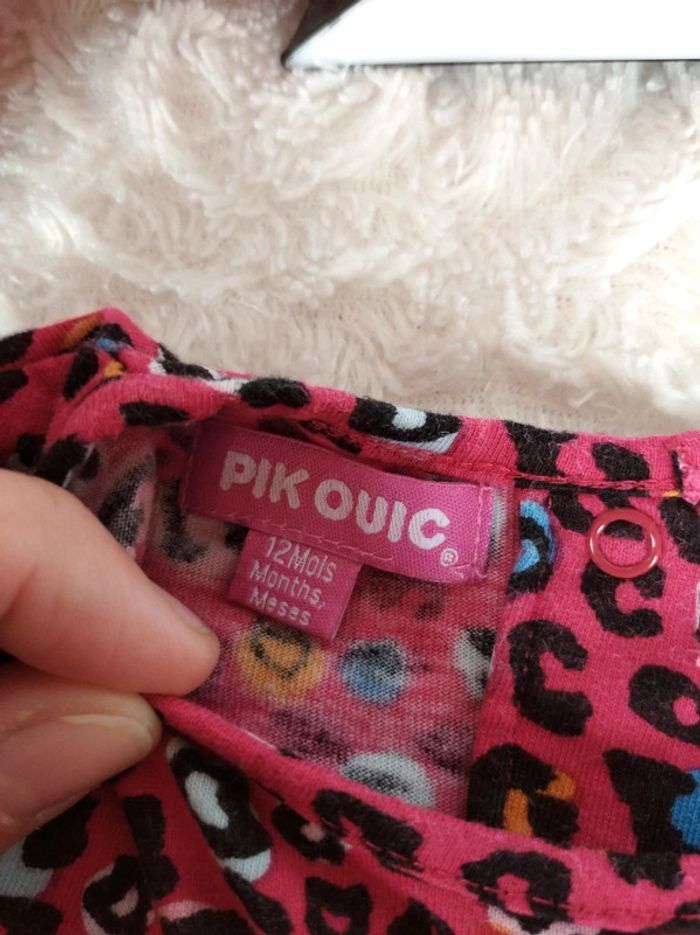 PIK OUIC®
12Mois
Months,
Meses